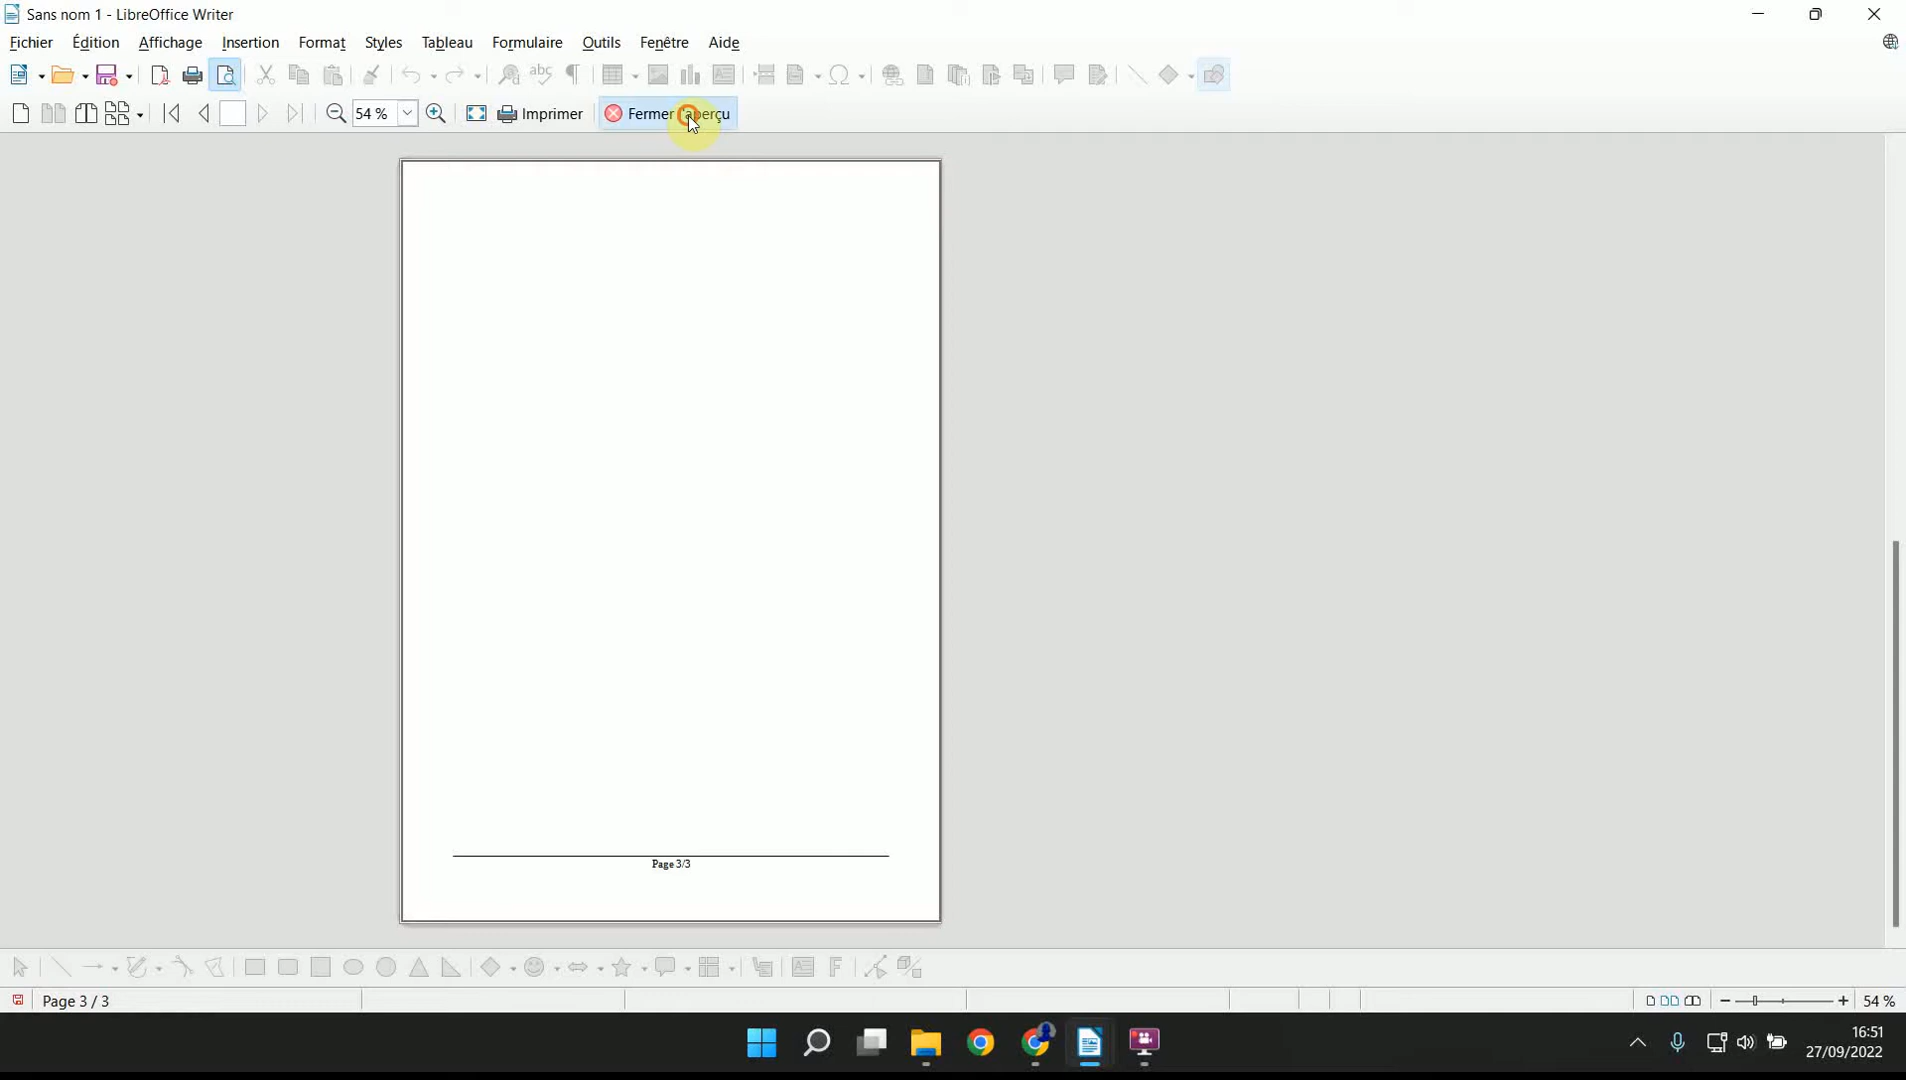 Sans nom 1 - LibreOffice Writer
Fichier Édition Affichage Insertion Format Styles Tableau Formulaire Outils Fenêtre Aide
54 % Imprimer Fermer l'aperçu
Page 3/3
Page 3 / 3 54 %
16:51
27/09/2022